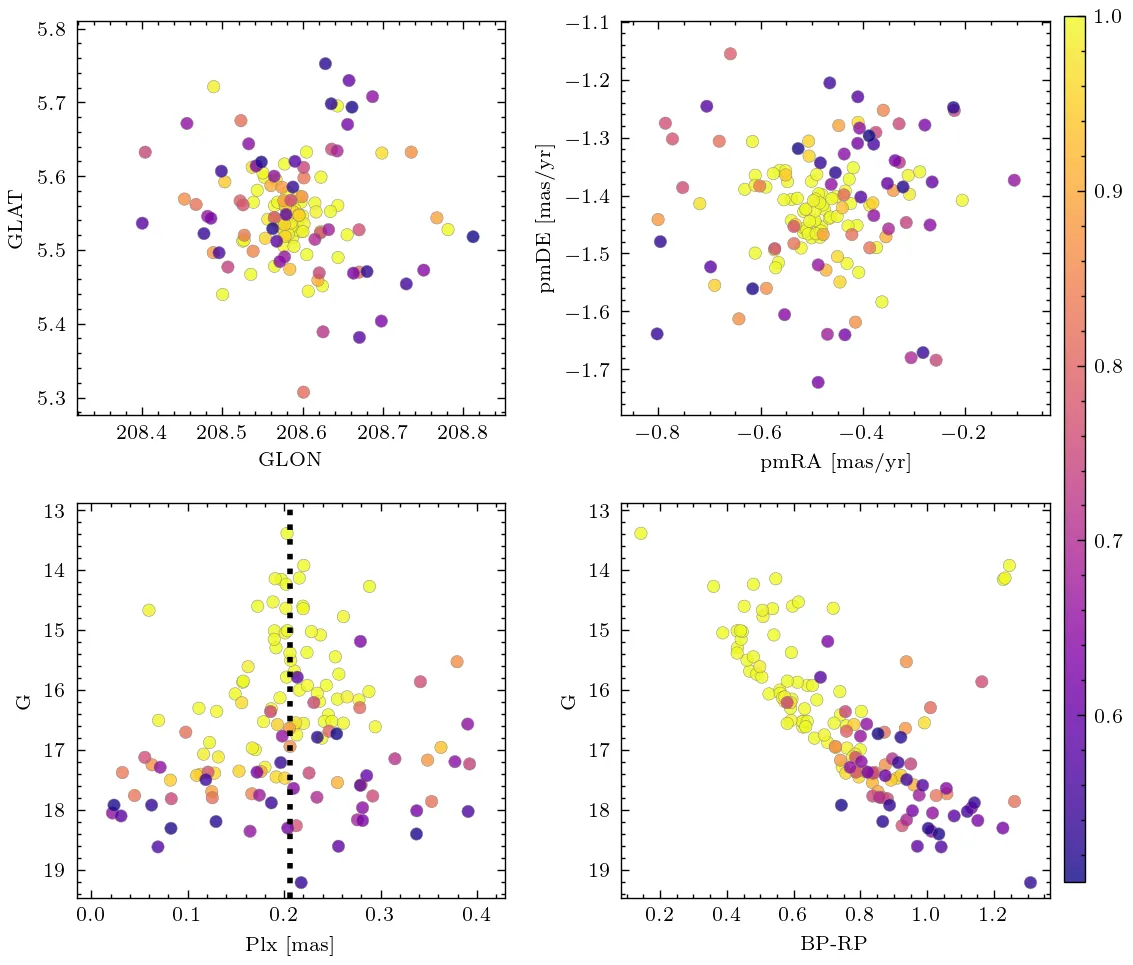 5.8
5.7
5.6
5.5
5.4
5.3
GLAT
208.4 208.5 208.6 208.7 208.8
GLON
−1.1
−1.2
−1.3
−1.4
−1.5
−1.6
−1.7
pmDE [mas/yr]
−0.8 −0.6 −0.4 −0.2
pmRA [mas/yr]
13
14
15
16
17
18
19
G
0.0 0.1 0.2 0.3 0.4
Plx [mas]
13
14
15
16
17
18
19
G
0.2 0.4 0.6 0.8 1.0 1.2
BP-RP
1.0
0.9
0.8
0.7
0.6